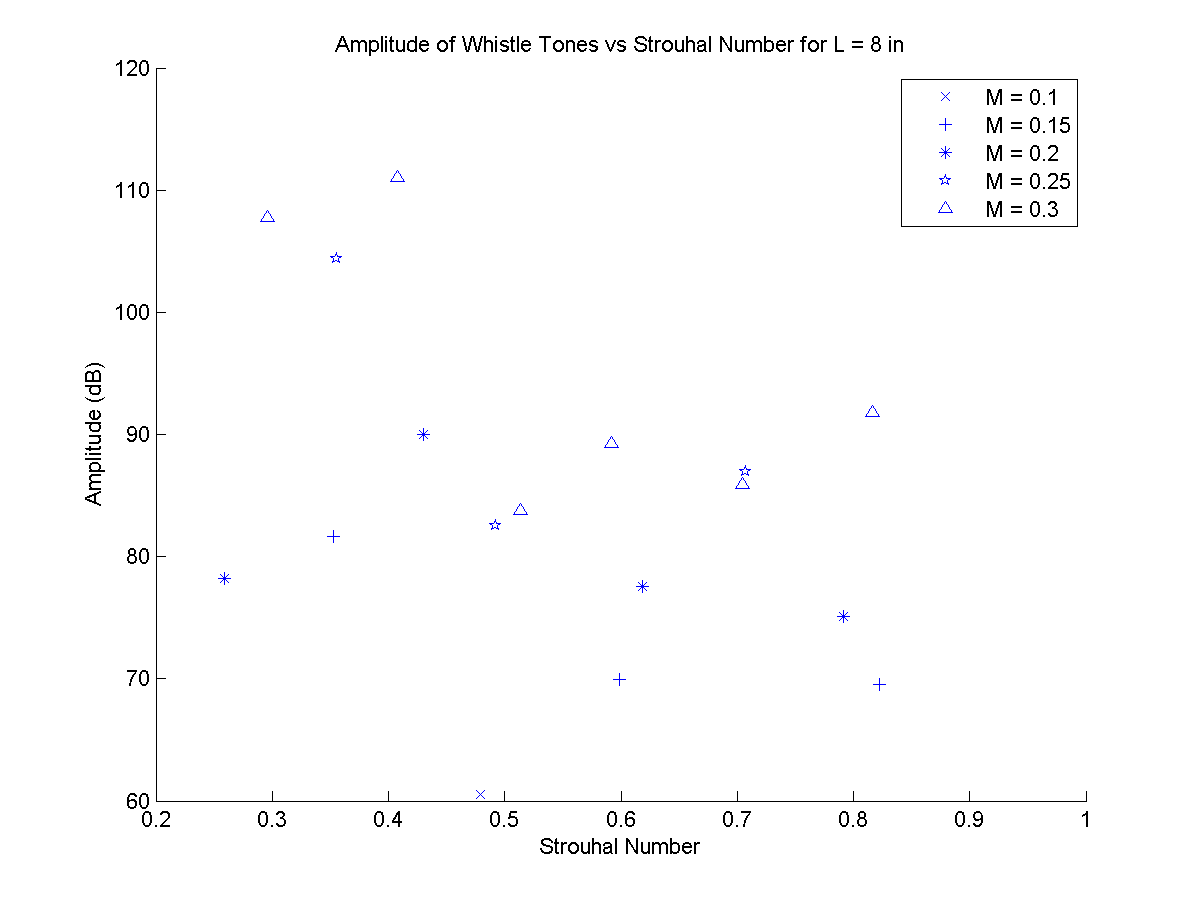 Amplitude of Whistle Tones vs Strouhal Number for L = 8 in
120
110
100
90
80
70
60
Amplitude (dB)
M = 0.1
M = 0.15
M = 0.2
M = 0.25
M = 0.3
0.2 0.3 0.4 0.5 0.6 0.7 0.8 0.9 1
Strouhal Number